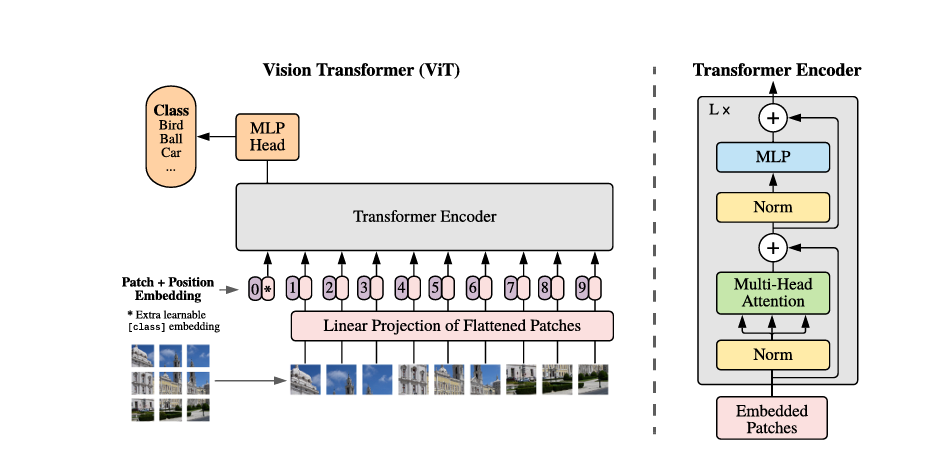 Vision Transformer (ViT)
Class
Bird
Ball
Car
...
MLP
Head
Transformer Encoder
Patch + Position
Embedding
0 * 1 2 3 4 5 6 7 8 9
* Extra learnable
[class] embedding
Linear Projection of Flattened Patches
Transformer Encoder
L ×
+
MLP
Norm
+
Multi-Head
Attention
Norm
Embedded
Patches